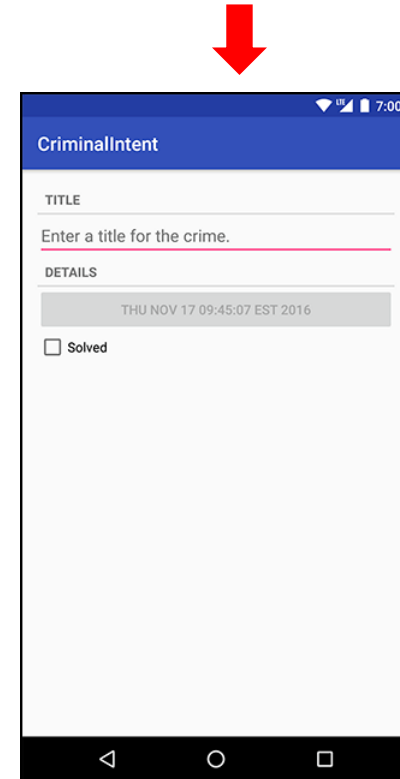 LTE 7:00
CriminalIntent
TITLE
Enter a title for the crime.
DETAILS
THU NOV 17 09:45:07 EST 2016
Solved